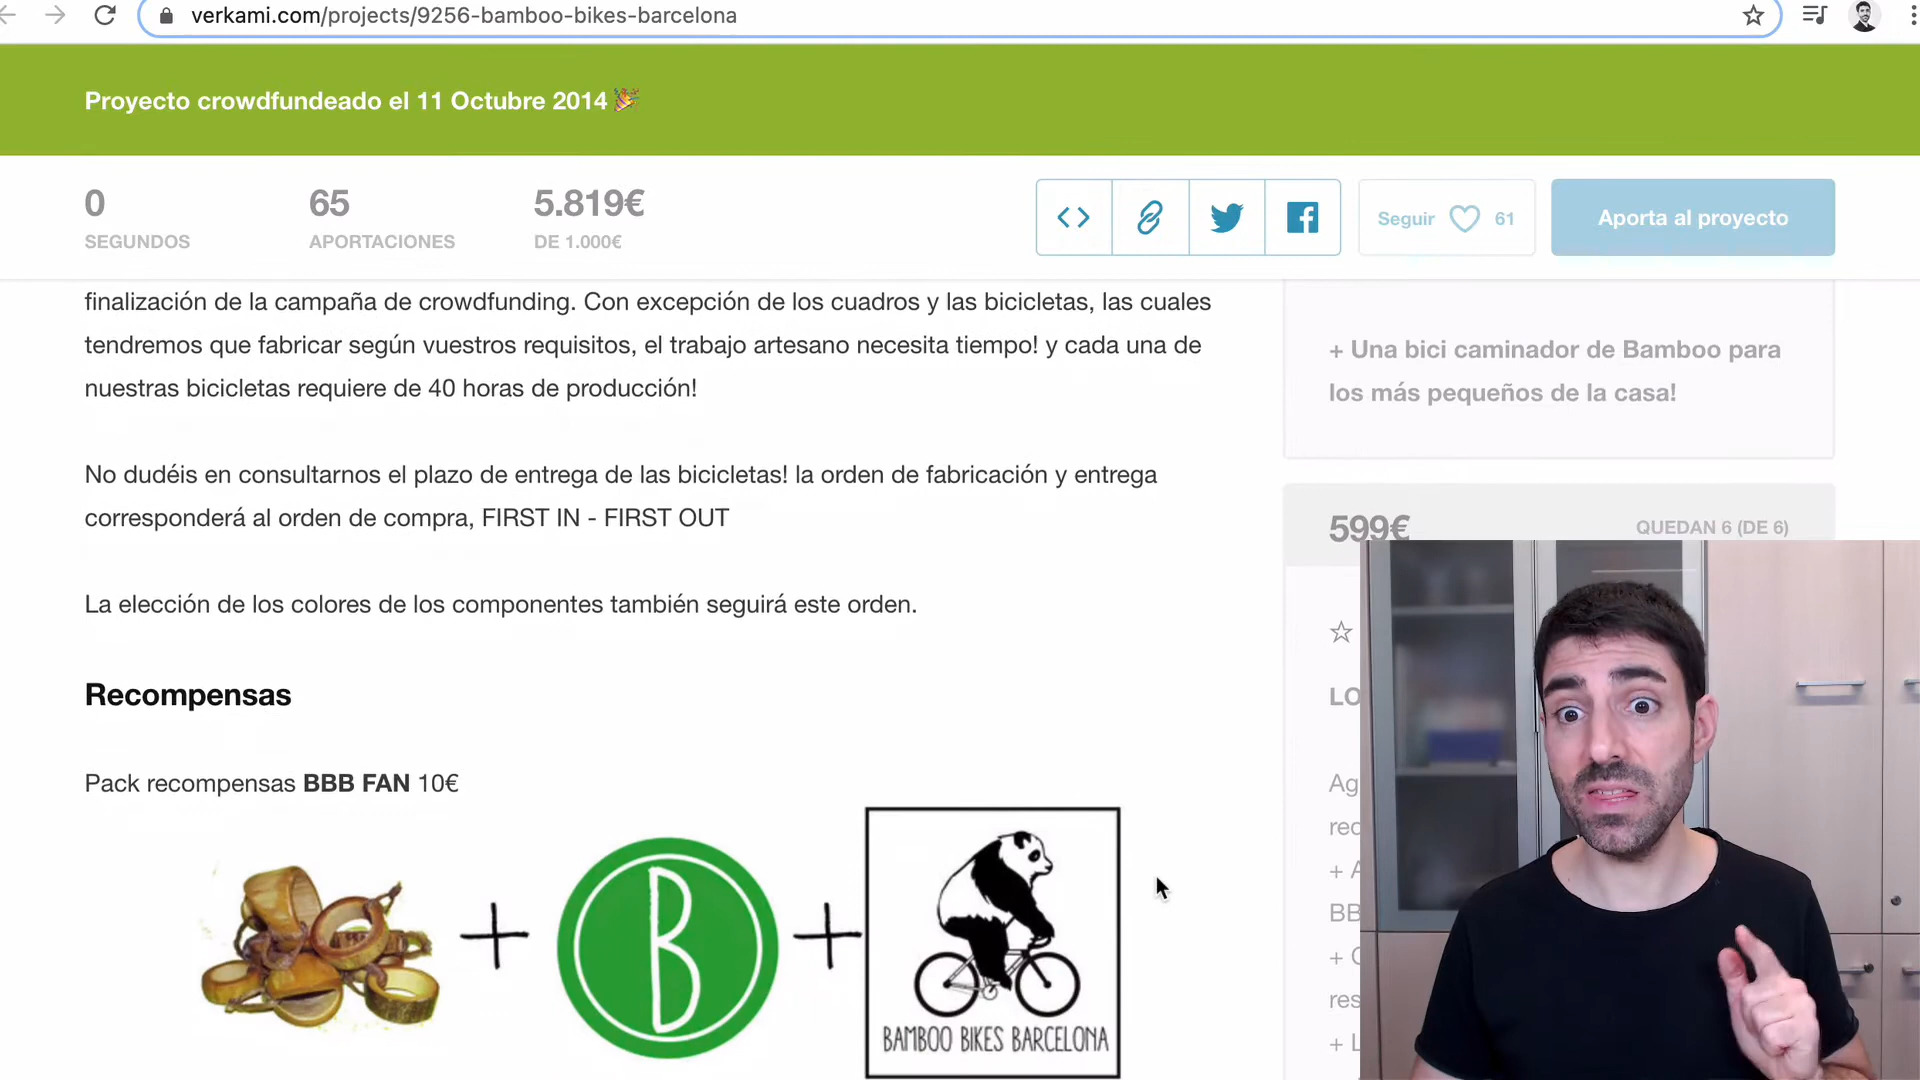 verkami.com/projects/9256-bamboo-bikes-barcelona
Proyecto crowdfundeado el 11 Octubre 2014 🎉
0
SEGUNDOS
65
APORTACIONES
5.819€
DE 1.000€
Seguir
61
Aporta al proyecto
finalización de la campaña de crowdfunding. Con excepción de los cuadros y las bicicletas, las cuales
tendremos que fabricar según vuestros requisitos, el trabajo artesano necesita tiempo! y cada una de
nuestras bicicletas requiere de 40 horas de producción!
No dudéis en consultarnos el plazo de entrega de las bicicletas! la orden de fabricación y entrega
corresponderá al orden de compra, FIRST IN - FIRST OUT
La elección de los colores de los componentes también seguirá este orden.
Recompensas
Pack recompensas BBB FAN 10€
+
B
+
BAMBOO BIKES BARCELONA
+ Una bici caminador de Bamboo para
los más pequeños de la casa!
599€
QUEDAN 6 (DE 6)
LO
Ag
rec
+ A
BB
+ C
res
+ L